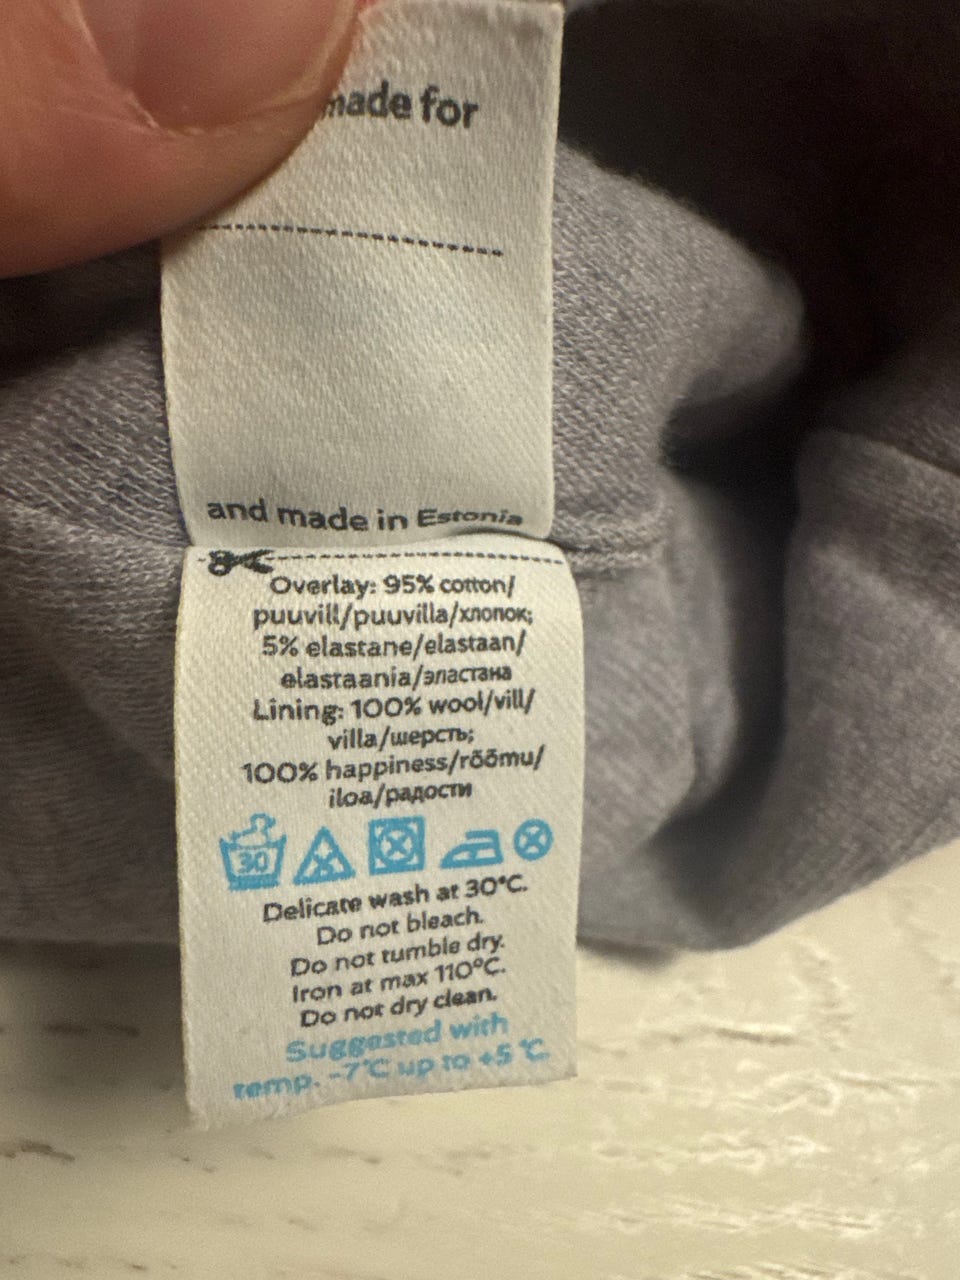 made for
and made in Estonia
Overlay: 95% cotton/
puuvill/puuvilla/хлопок;
5% elastane/elastaan/
elastaania/эластана
Lining: 100% wool/vill/
villa/шерсть;
100% happiness/rõõmu/
iloa/радости
30
Delicate wash at 30°C.
Do not bleach.
Do not tumble dry.
Iron at max 110°C.
Do not dry clean.
Suggested with
temp. -7°C up to +5 °C